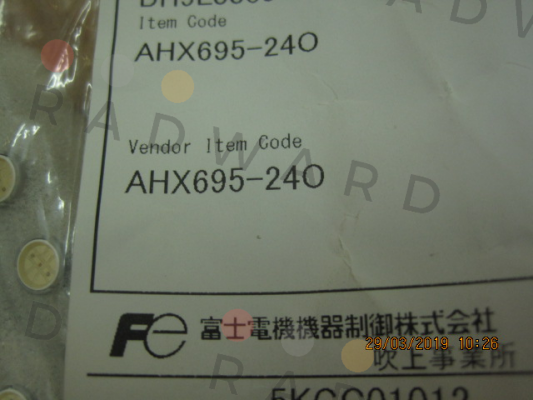 Item Code
AHX695-24O
Vendor Item Code
AHX695-24O
RADWARD
Fe 富士電機機器制御株式会社
吹上事業所
29/03/2019 10:26